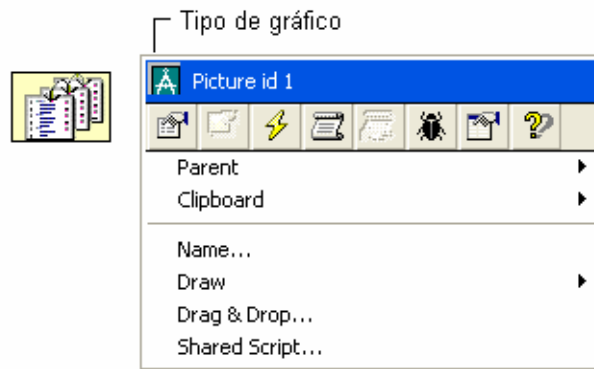 Tipo de gráfico
Picture id 1
Parent
Clipboard
Name...
Draw
Drag & Drop...
Shared Script...